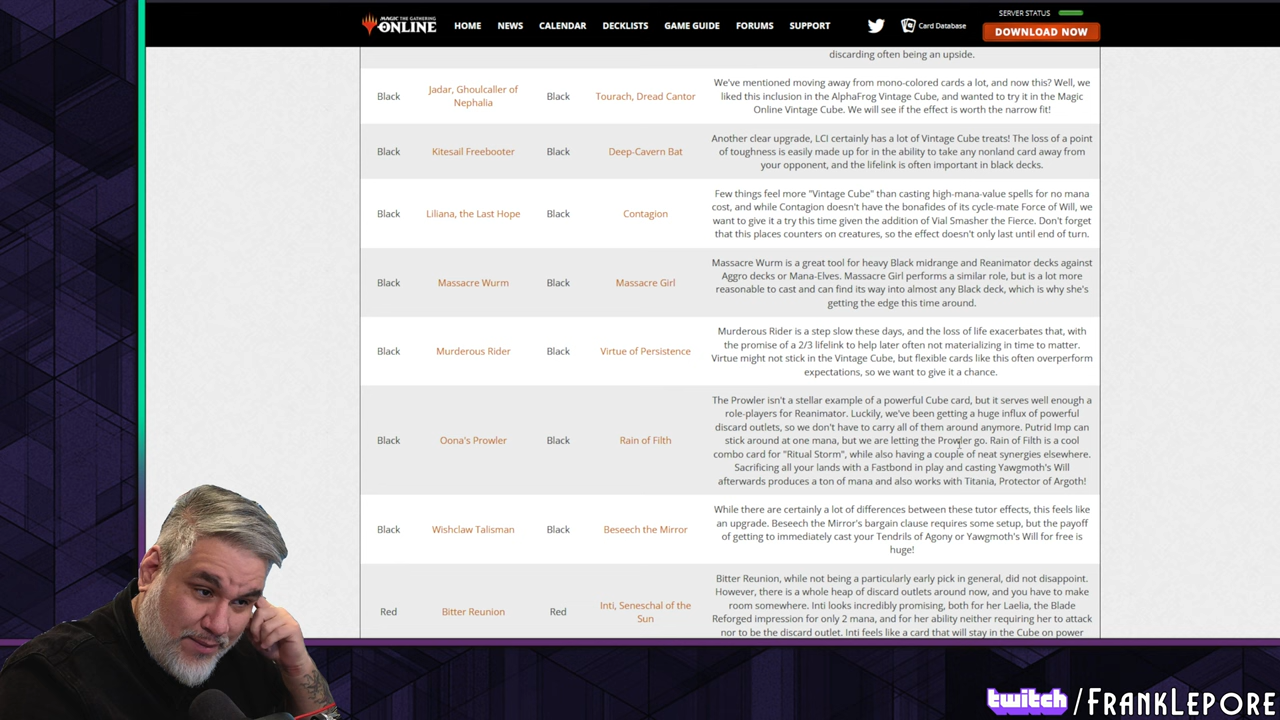 MAGIC THE GATHERING
ONLINE
HOME
NEWS
CALENDAR
DECKLISTS
GAME GUIDE
FORUMS
SUPPORT
Card Database
SERVER STATUS
DOWNLOAD NOW
discarding often being an upside.
Black
Jadar, Ghoulcaller of
Nephalia
Black
Tourach, Dread Cantor
We've mentioned moving away from mono-colored cards a lot, and now this? Well, we
liked this inclusion in the AlphaFrog Vintage Cube, and wanted to try it in the Magic
Online Vintage Cube. We will see if the effect is worth the narrow fit!
Black
Kitesail Freebooter
Black
Deep-Cavern Bat
Another clear upgrade, LCI certainly has a lot of Vintage Cube treats! The loss of a point
of toughness is easily made up for in the ability to take any nonland card away from
your opponent, and the lifelink is often important in black decks.
Black
Liliana, the Last Hope
Black
Contagion
Few things feel more "Vintage Cube" than casting high-mana-value spells for no mana
cost, and while Contagion doesn't have the bonafides of its cycle-mate Force of Will, we
want to give it a try this time given the addition of Vial Smasher the Fierce. Don't forget
that this places counters on creatures, so the effect doesn't only last until end of turn.
Black
Massacre Wurm
Black
Massacre Girl
Massacre Wurm is a great tool for heavy Black midrange and Reanimator decks against
Aggro decks or Mana-Elves. Massacre Girl performs a similar role, but is a lot more
reasonable to cast and can find its way into almost any Black deck, which is why she's
getting the edge this time around.
Black
Murderous Rider
Black
Virtue of Persistence
Murderous Rider is a step slow these days, and the loss of life exacerbates that, with
the promise of a 2/3 lifelink to help later often not materializing in time to matter.
Virtue might not stick in the Vintage Cube, but flexible cards like this often overperform
expectations, so we want to give it a chance.
Black
Oona's Prowler
Black
Rain of Filth
The Prowler isn't a stellar example of a powerful Cube card, but it serves well enough a
role-players for Reanimator. Luckily, we've been getting a huge influx of powerful
discard outlets, so we don't have to carry all of them around anymore. Putrid Imp can
stick around at one mana, but we are letting the Prowler go. Rain of Filth is a cool
combo card for "Ritual Storm", while also having a couple of neat synergies elsewhere.
Sacrificing all your lands with a Fastbond in play and casting Yawgmoth's Will
afterwards produces a ton of mana and also works with Titania, Protector of Argoth!
Black
Wishclaw Talisman
Black
Beseech the Mirror
While there are certainly a lot of differences between these tutor effects, this feels like
an upgrade. Beseech the Mirror's bargain clause requires some setup, but the payoff
of getting to immediately cast your Tendrils of Agony or Yawgmoth's Will for free is
huge!
Red
Bitter Reunion
Red
Inti, Seneschal of the
Sun
Bitter Reunion, while not being a particularly early pick in general, did not disappoint.
However, there is a whole heap of discard outlets around now, and you have to make
room somewhere. Inti looks incredibly promising, both for her Laelia, the Blade
Reforged impression for only 2 mana, and for her ability neither requiring her to attack
nor to be the discard outlet. Inti feels like a card that will stay in the Cube on power
twitch/FRANKLEPORE